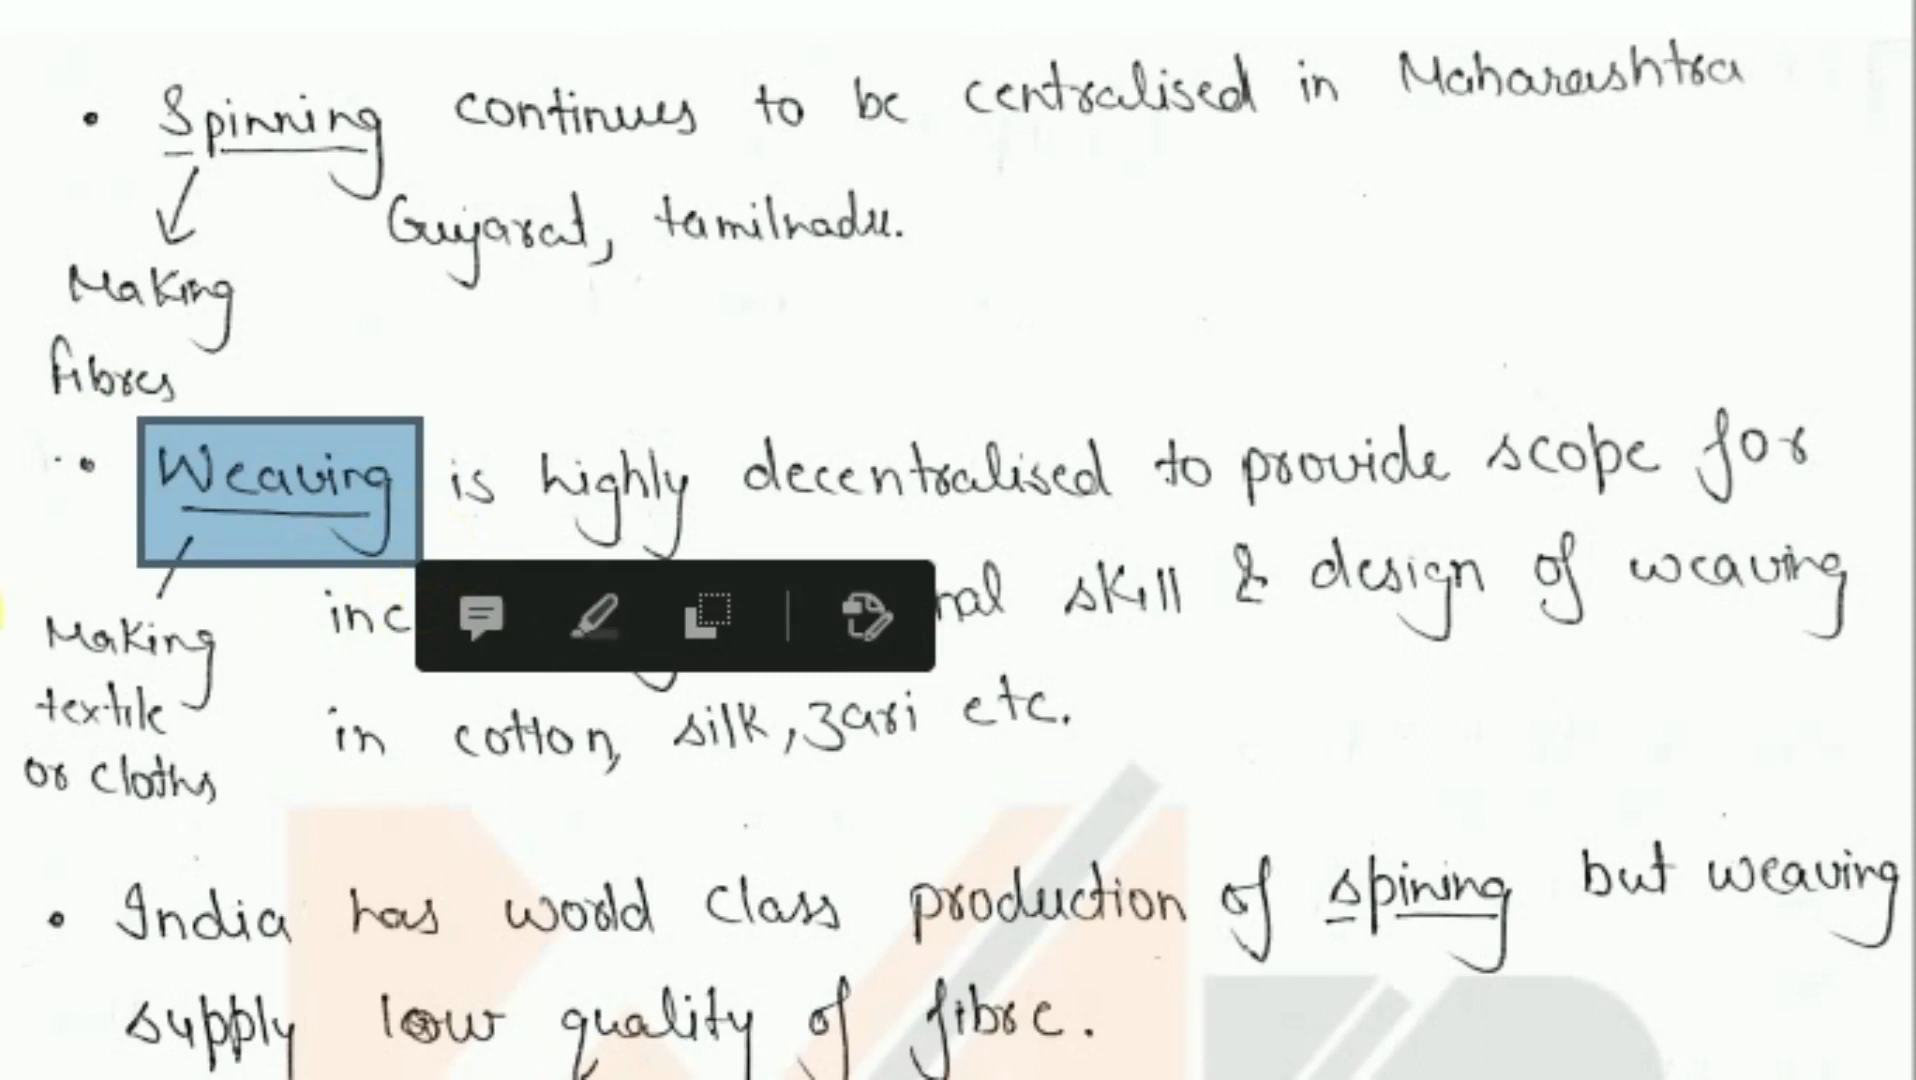 • Spinning continues to be centralised in Maharashtra
Gujarat, tamilnadu.
Making
fibres
• Weaving is highly decentralised to provide scope for
inc nal skill & design of weaving
Making
textile
or cloths
in cotton, silk, zari etc.
• India has world class production of spining but weaving
supply low quality of fibre.